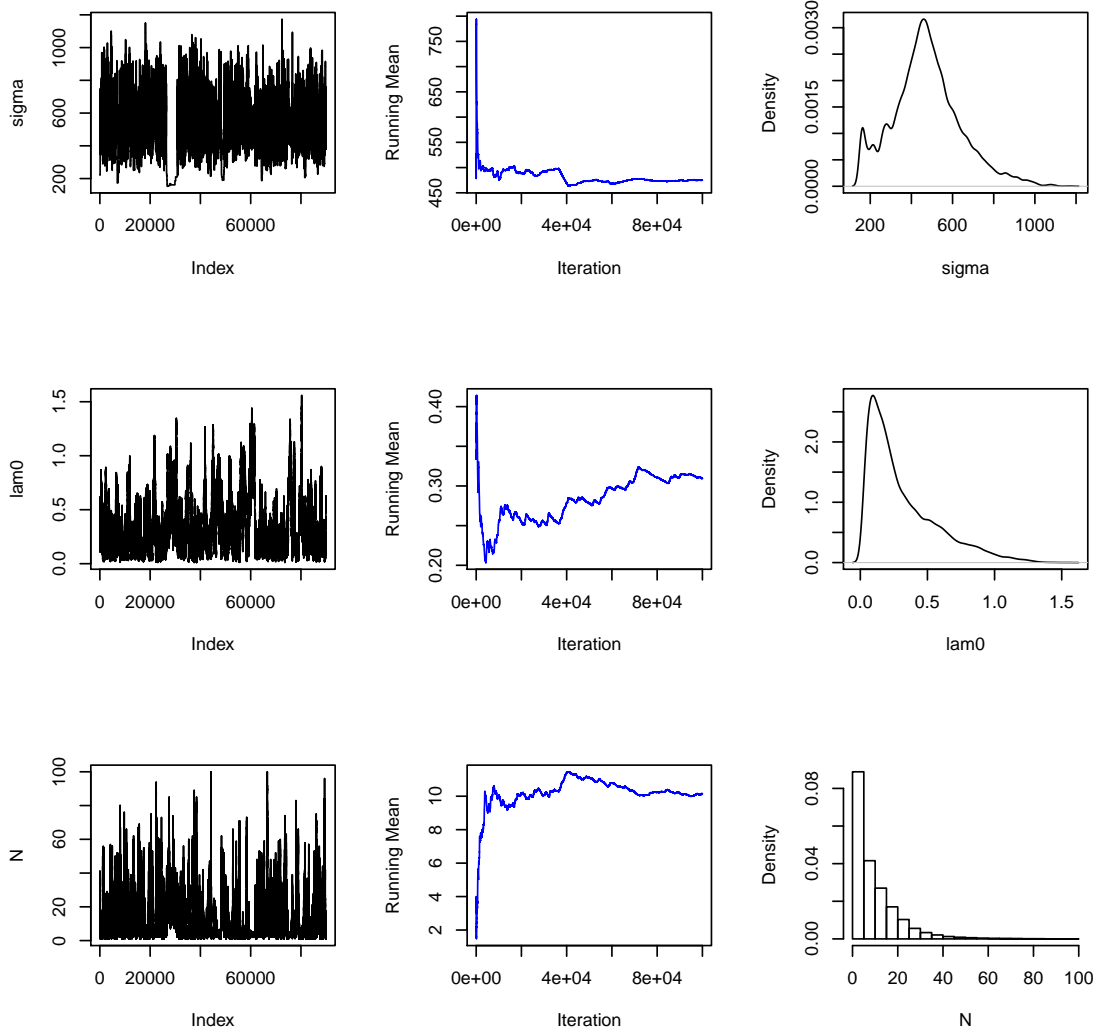 sigma
200 600 1000
0 20000 60000
Index
Running Mean
450 550 650 750
0e+00 4e+04 8e+04
Iteration
Density
0.0000 0.0015 0.0030
200 600 1000
sigma
lam0
0.0 0.5 1.0 1.5
0 20000 60000
Index
Running Mean
0.20 0.30 0.40
0e+00 4e+04 8e+04
Iteration
Density
0.0 1.0 2.0
0.0 0.5 1.0 1.5
lam0
N
0 20 60 100
0 20000 60000
Index
Running Mean
2 4 6 8 10
0e+00 4e+04 8e+04
Iteration
Density
0.00 0.04 0.08
0 20 40 60 80 100
N